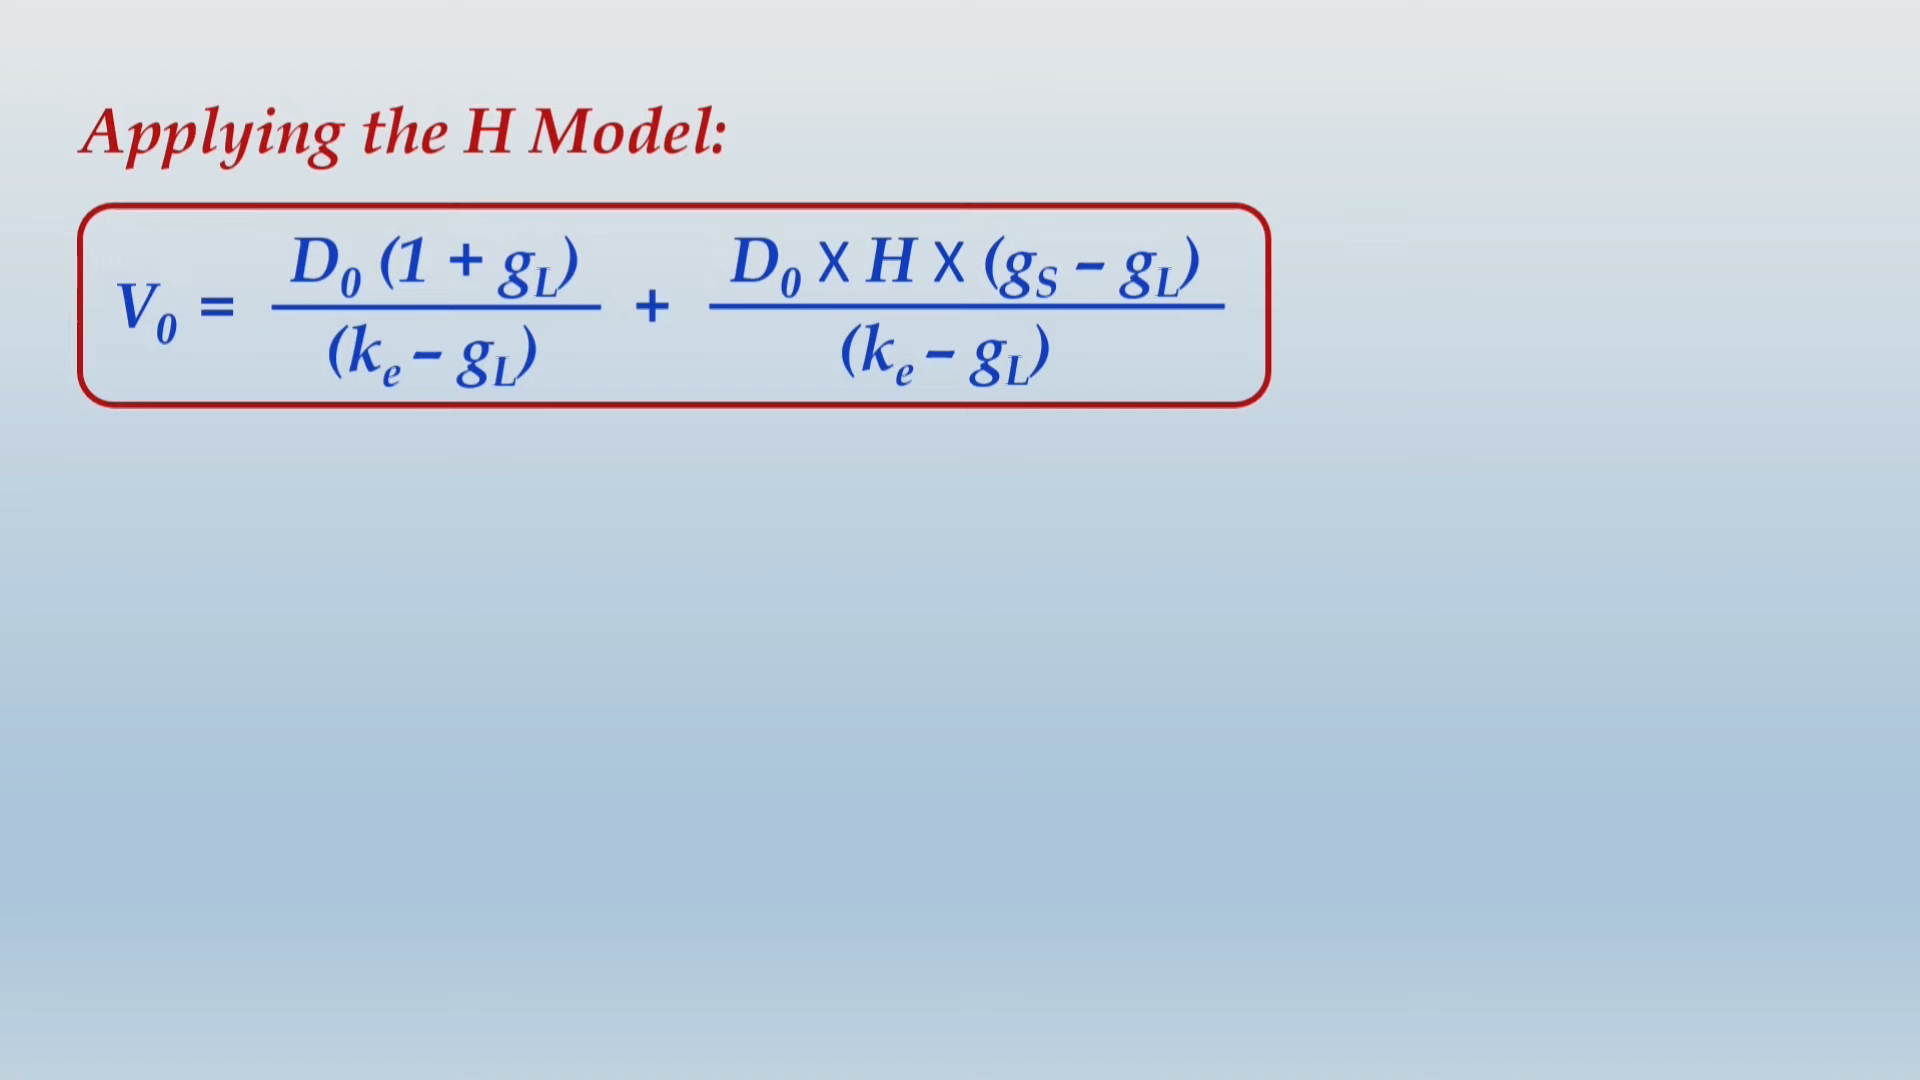 Applying the H Model:
V₀ = D₀ (1 + g_L) / (k_e – g_L) + D₀ X H X (g_S – g_L) / (k_e – g_L)